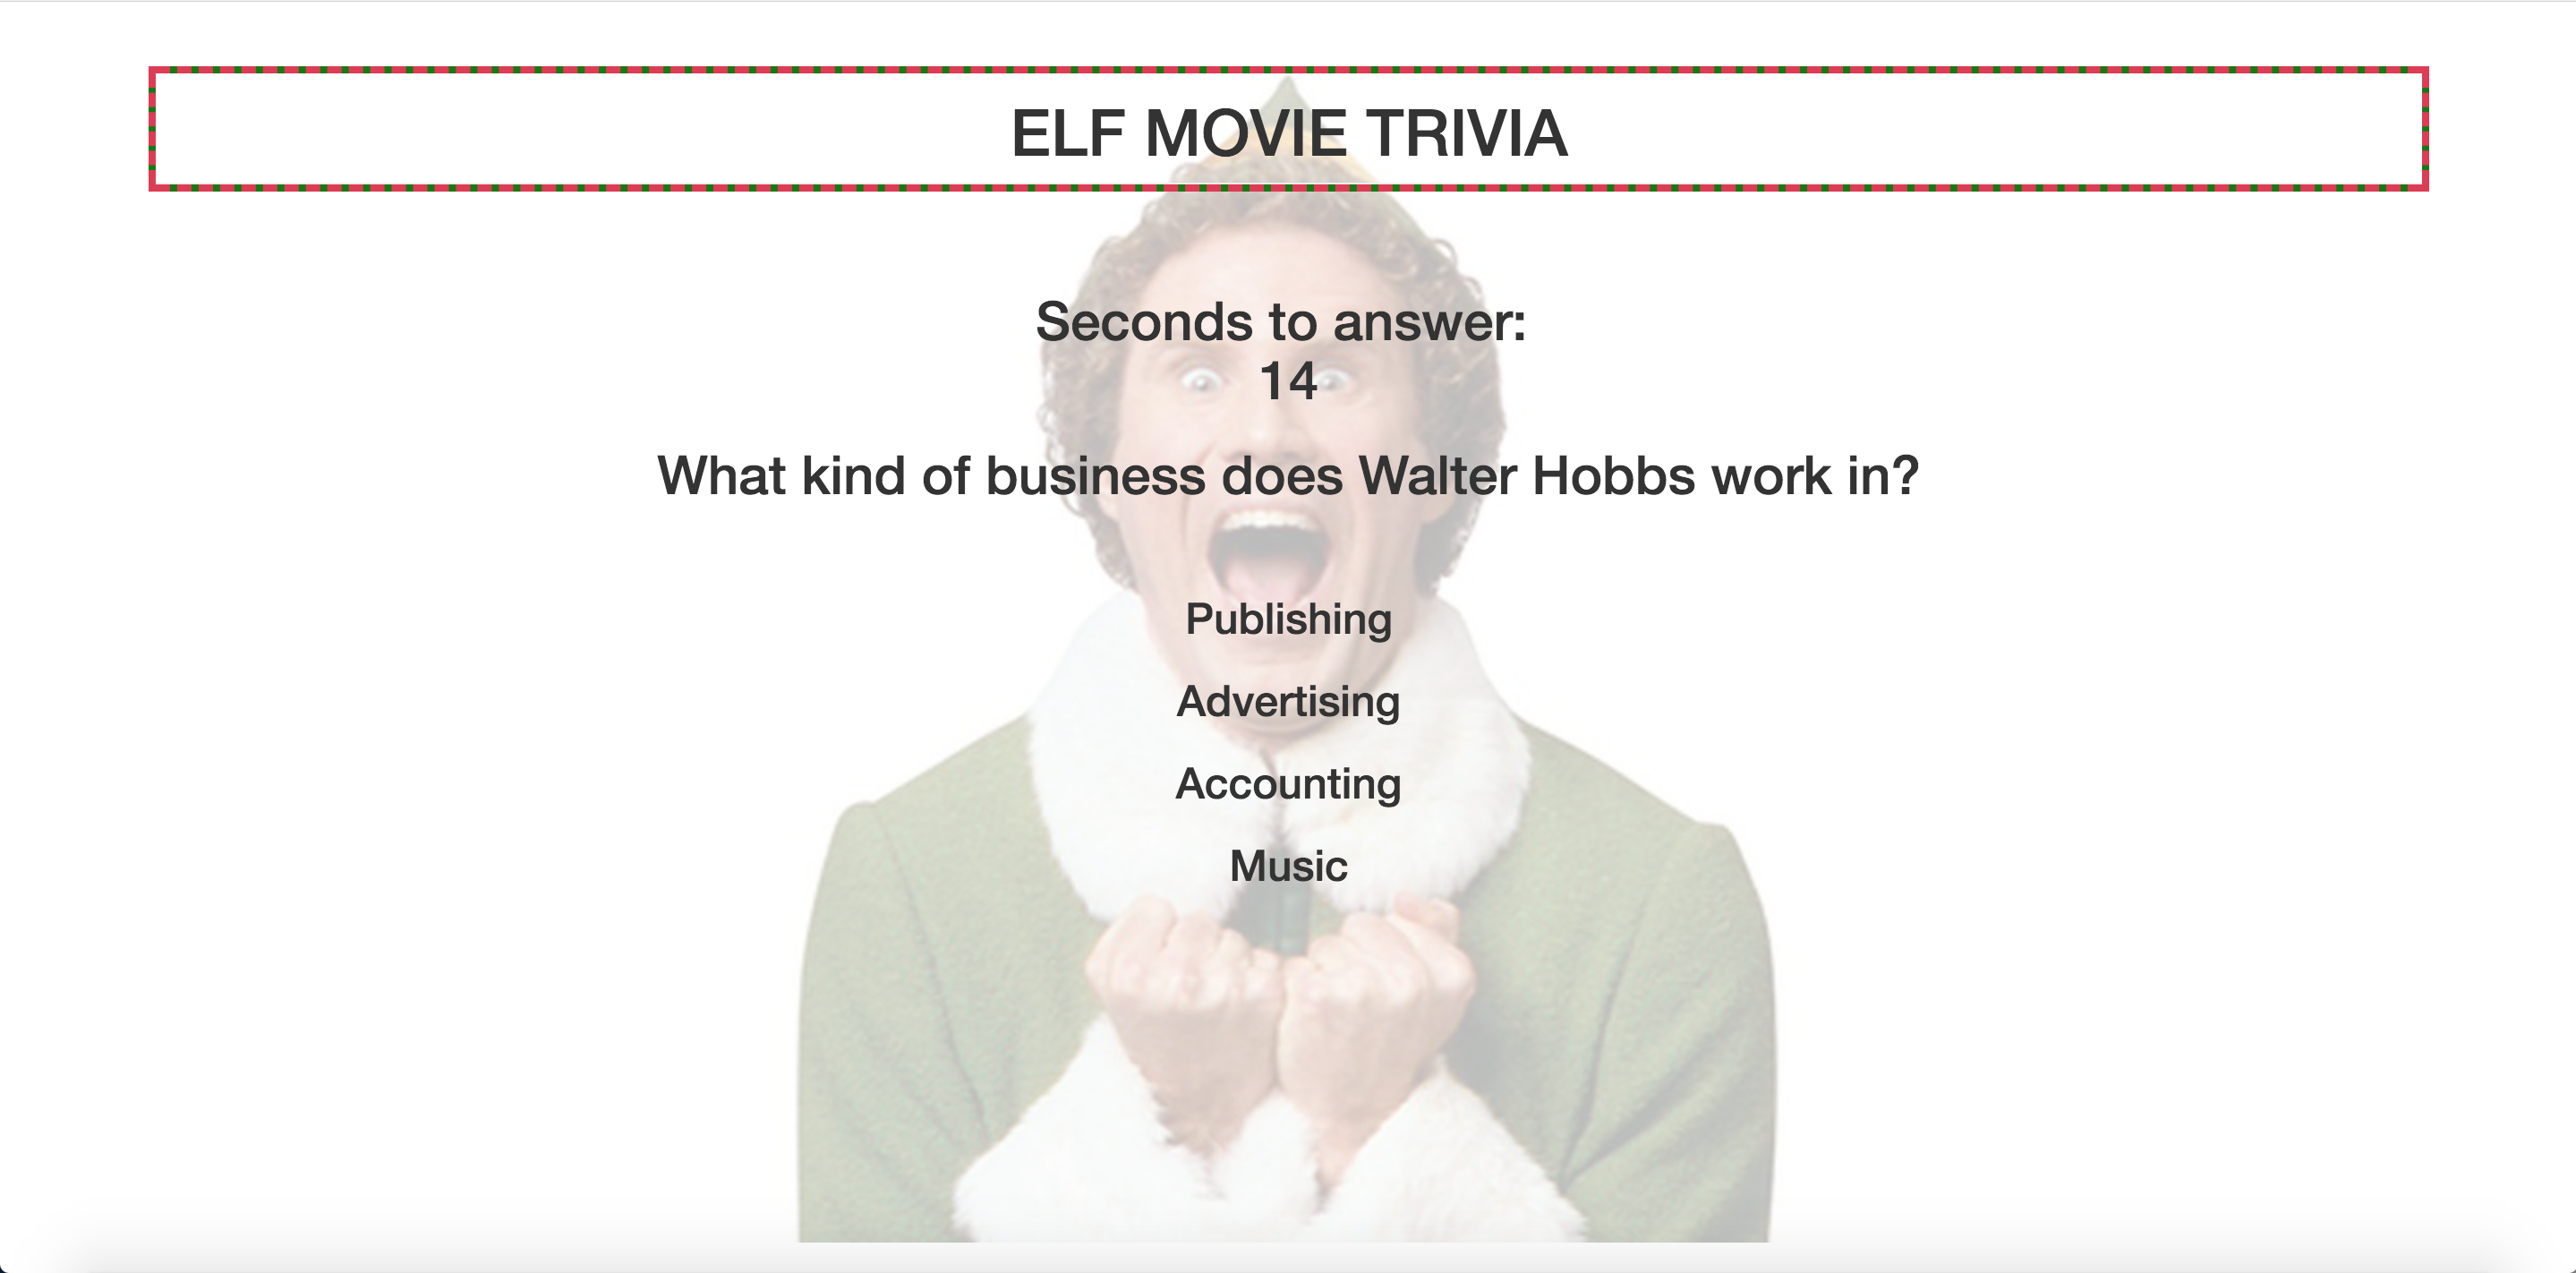 ELF MOVIE TRIVIA
Seconds to answer:
14
What kind of business does Walter Hobbs work in?
Publishing
Advertising
Accounting
Music